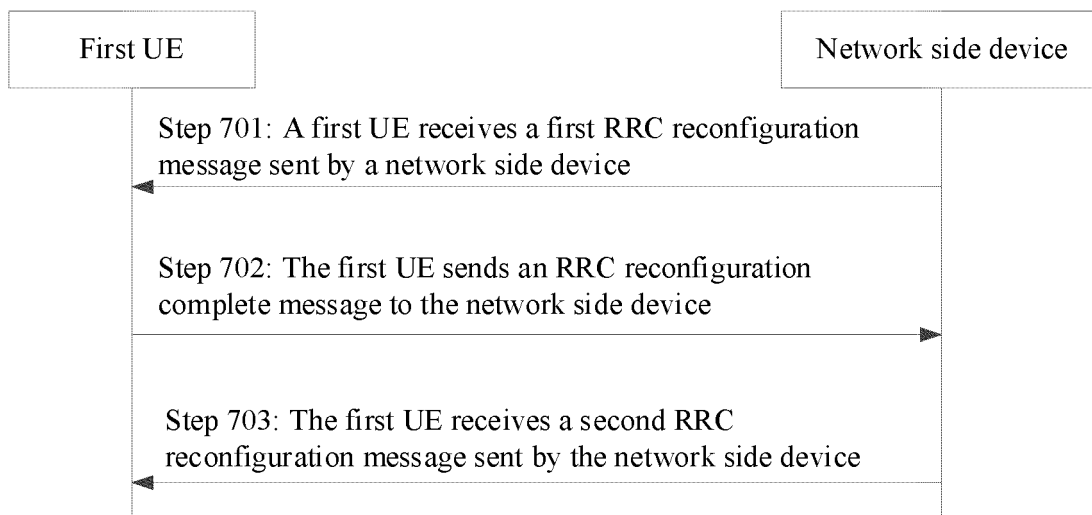 First UE
Network side device
Step 701: A first UE receives a first RRC reconfiguration
message sent by a network side device
Step 702: The first UE sends an RRC reconfiguration
complete message to the network side device
Step 703: The first UE receives a second RRC
reconfiguration message sent by the network side device